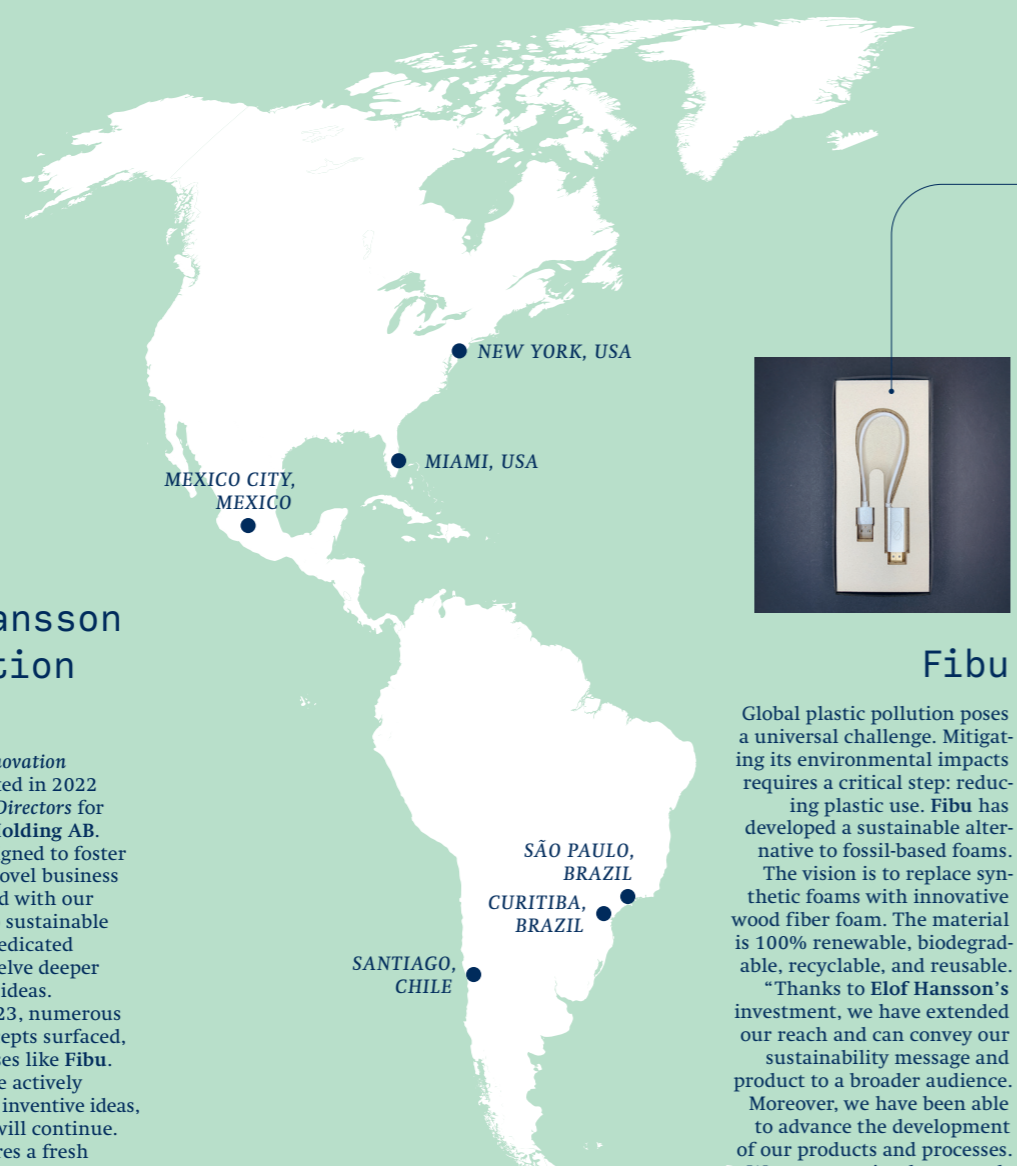 NEW YORK, USA
MIAMI, USA
MEXICO CITY,
MEXICO
SÃO PAULO,
BRAZIL
CURITIBA,
BRAZIL
SANTIAGO,
CHILE
ansson
tion
novation
ted in 2022
Directors for
Holding AB.
gned to foster
ovel business
d with our
sustainable
edicated
elve deeper
ideas.
23, numerous
epts surfaced,
ses like Fibu.
e actively
inventive ideas,
will continue.
res a fresh
Fibu
Global plastic pollution poses
a universal challenge. Mitigat-
ing its environmental impacts
requires a critical step: reduc-
ing plastic use. Fibu has
developed a sustainable alter-
native to fossil-based foams.
The vision is to replace syn-
thetic foams with innovative
wood fiber foam. The material
is 100% renewable, biodegrad-
able, recyclable, and reusable.
“Thanks to Elof Hansson’s
investment, we have extended
our reach and can convey our
sustainability message and
product to a broader audience.
Moreover, we have been able
to advance the development
of our products and processes.